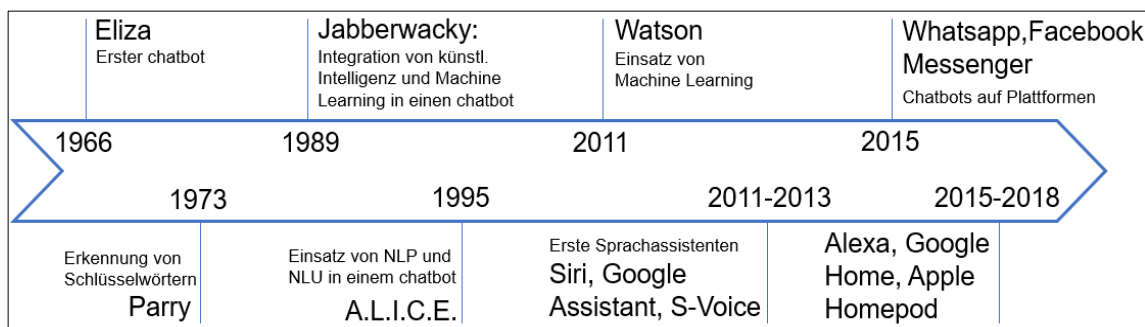 Eliza
Erster chatbot
Jabberwacky:
Integration von künstl.
Intelligenz und Machine
Learning in einen chatbot
Watson
Einsatz von
Machine Learning
Whatsapp,Facebook
Messenger
Chatbots auf Plattformen
1966
1989
2011
2015
1973
1995
2011-2013
2015-2018
Erkennung von
Schlüsselwörtern
Parry
Einsatz von NLP und
NLU in einem chatbot
A.L.I.C.E.
Erste Sprachassistenten
Siri, Google
Assistant, S-Voice
Alexa, Google
Home, Apple
Homepod